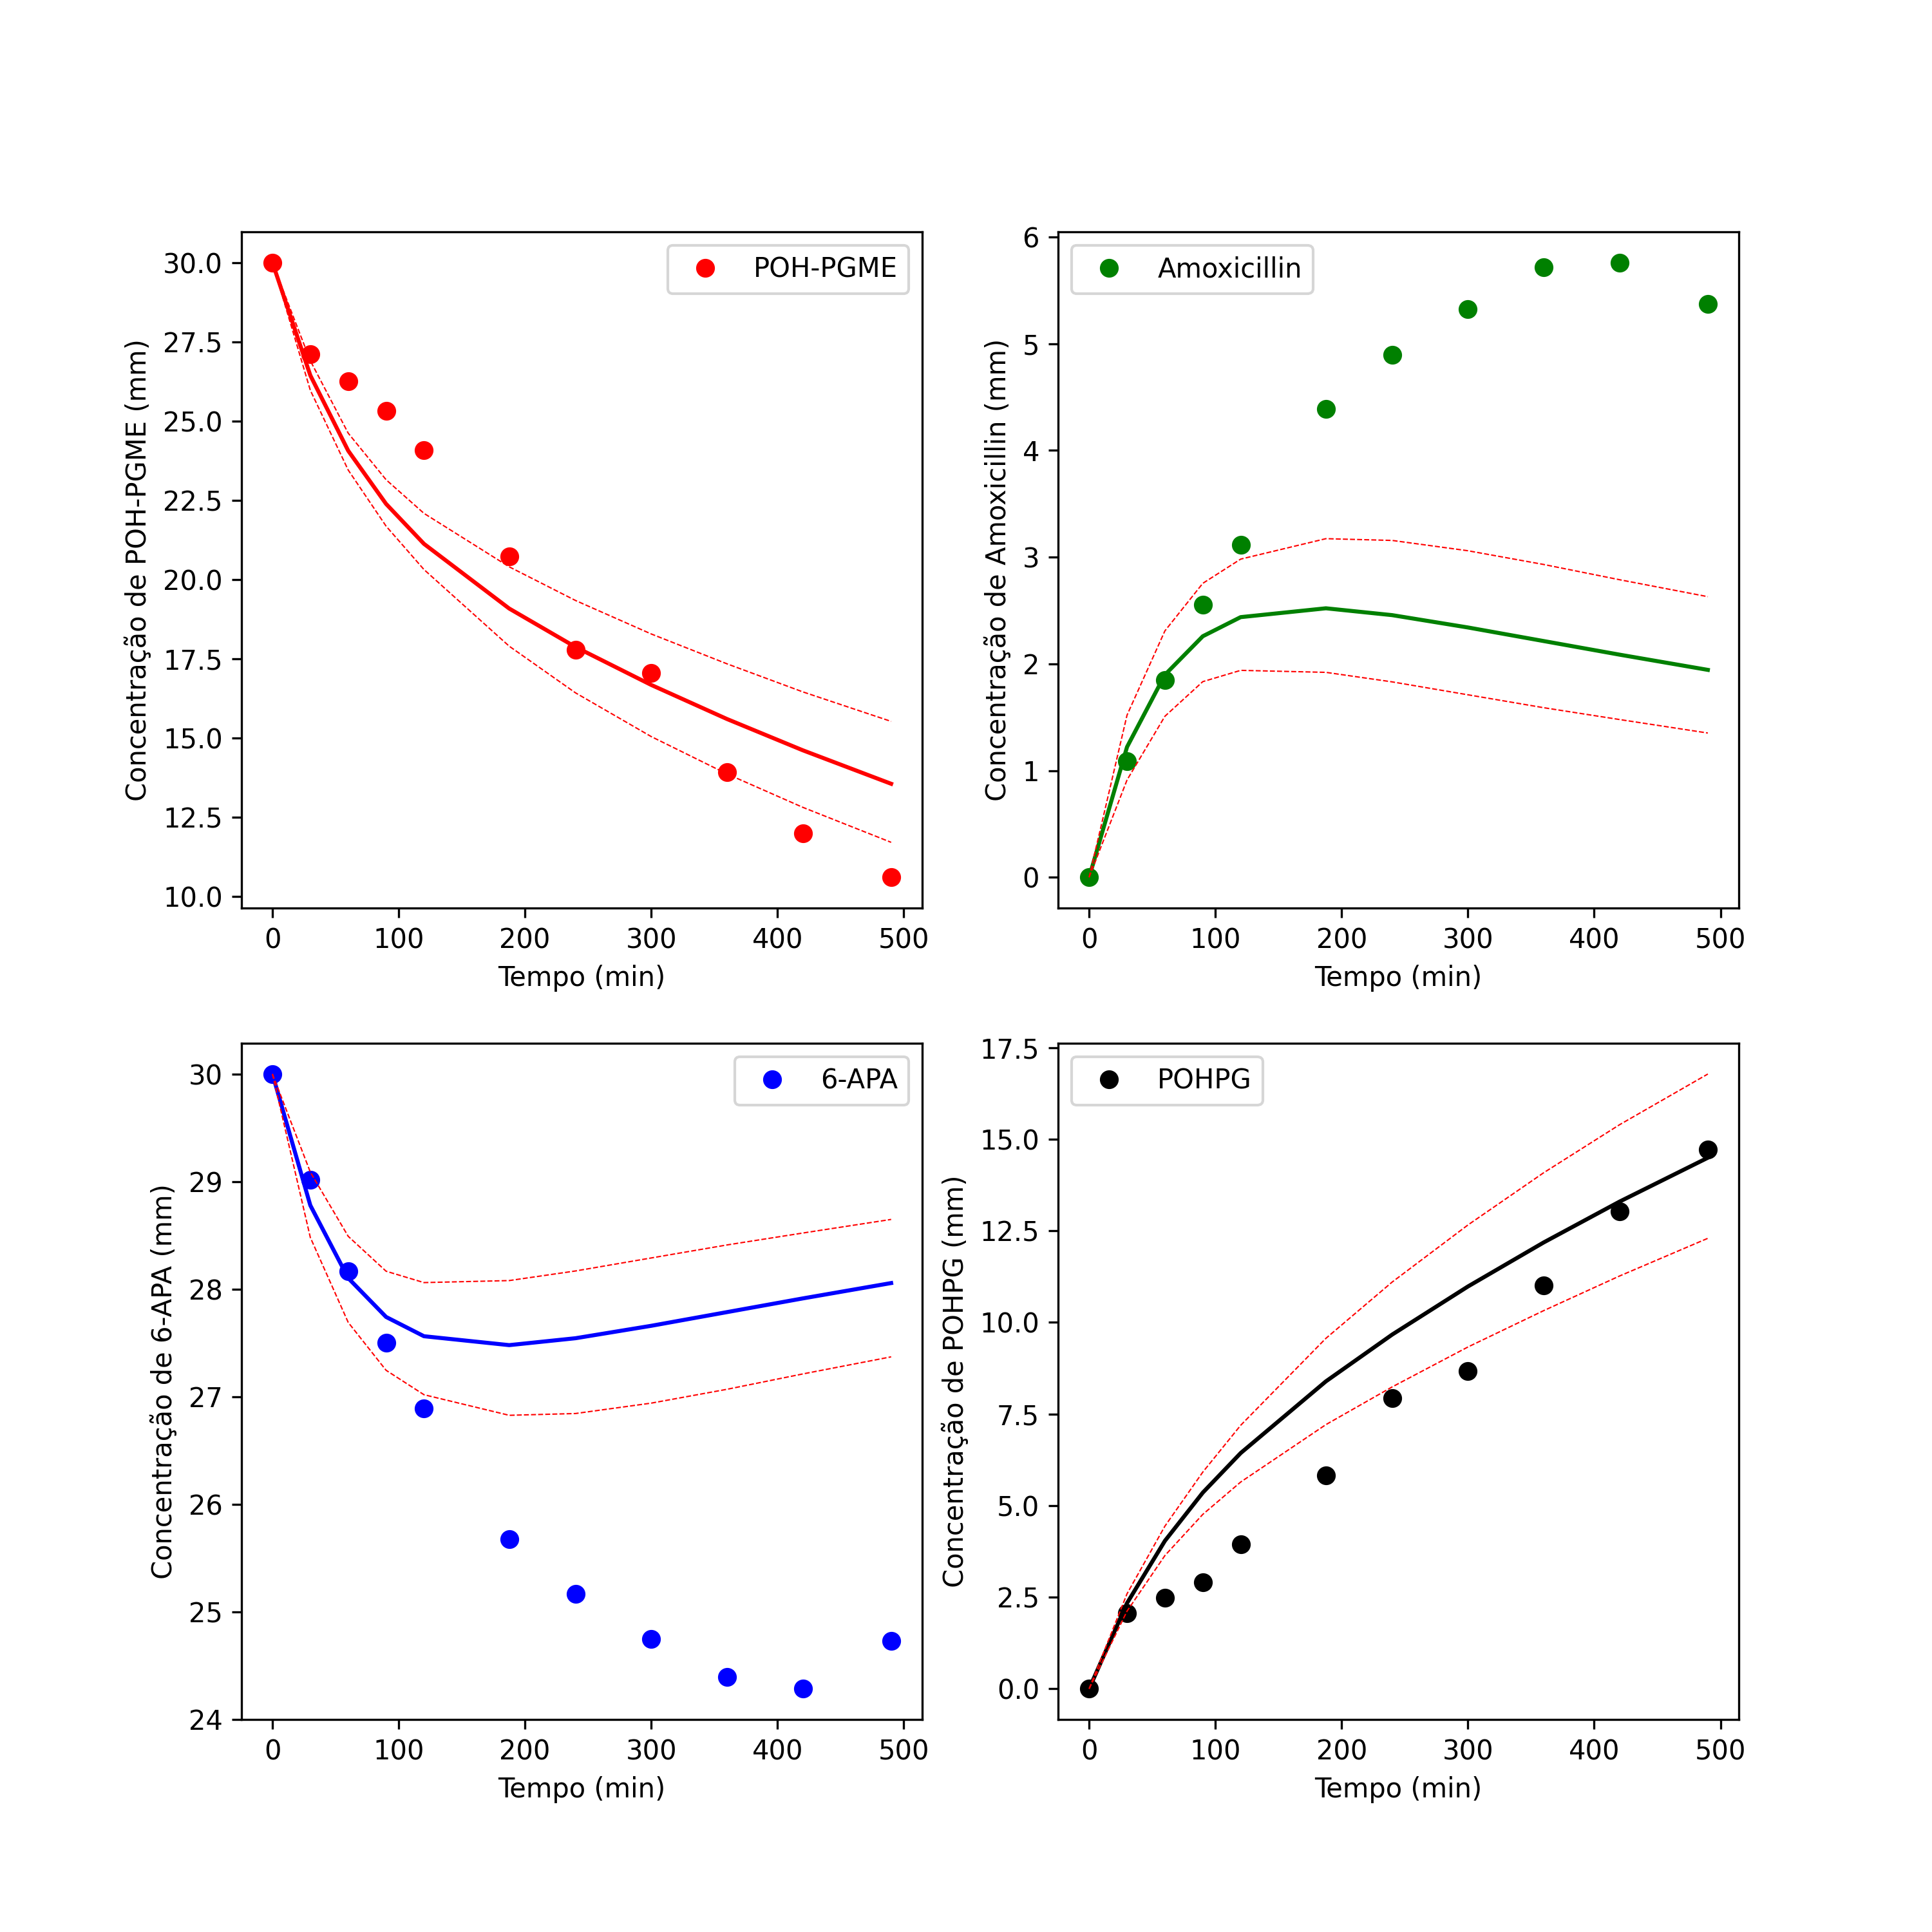 POH-PGME
Concentração de POH-PGME (mm)
30.0
27.5
25.0
22.5
20.0
17.5
15.0
12.5
10.0
0 100 200 300 400 500
Tempo (min)
Amoxicillin
Concentração de Amoxicillin (mm)
6
5
4
3
2
1
0
0 100 200 300 400 500
Tempo (min)
6-APA
Concentração de 6-APA (mm)
30
29
28
27
26
25
24
0 100 200 300 400 500
Tempo (min)
POHPG
Concentração de POHPG (mm)
17.5
15.0
12.5
10.0
7.5
5.0
2.5
0.0
0 100 200 300 400 500
Tempo (min)